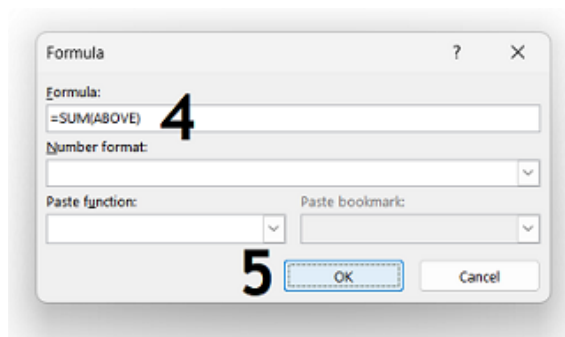 Formula ? ×
Formula:
=SUM(ABOVE) 4
Number format:
Paste function: Paste bookmark:
5 OK Cancel